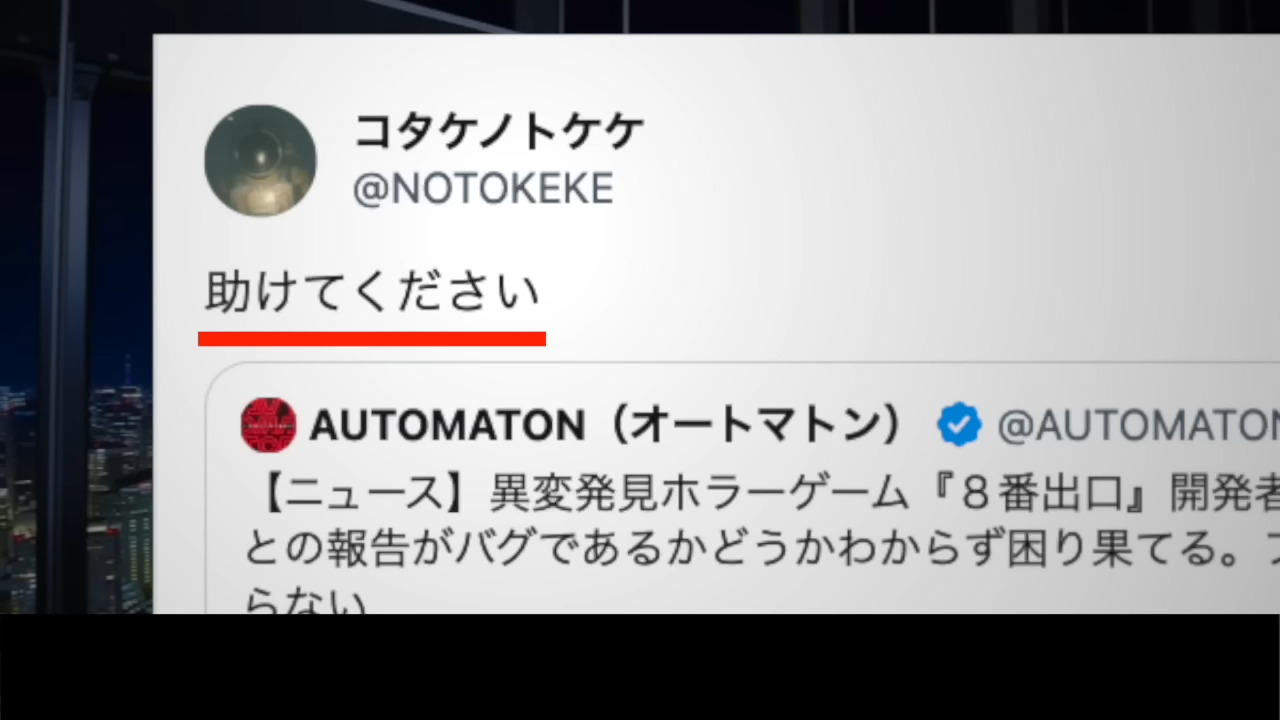 コタケノトケケ
@NOTOKEKE
助けてください
AUTOMATON（オートマトン） @AUTOMATON
【ニュース】異変発見ホラーゲーム『８番出口』開発者
との報告がバグであるかどうかわからず困り果てる。
らない